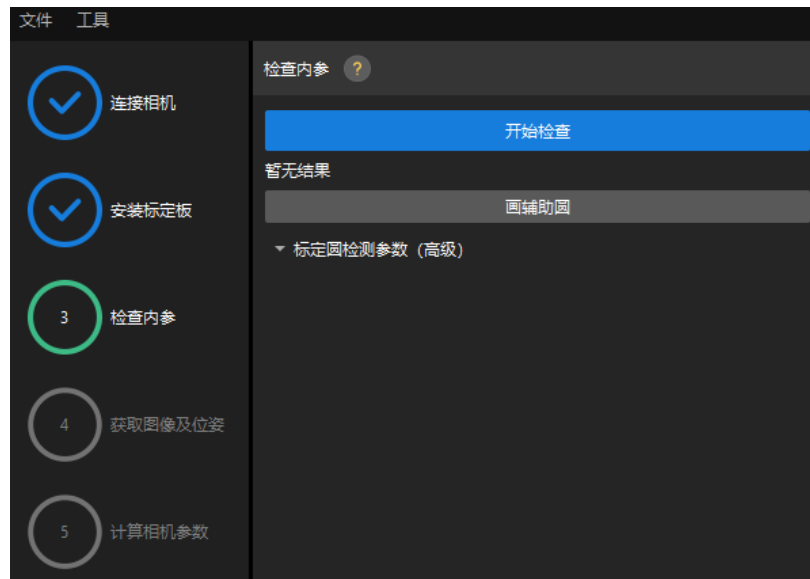 文件 工具
连接相机
安装标定板
3 检查内参
4 获取图像及位姿
5 计算相机参数
检查内参 ?
开始检查
暂无结果
画辅助圆
标定圆检测参数（高级）